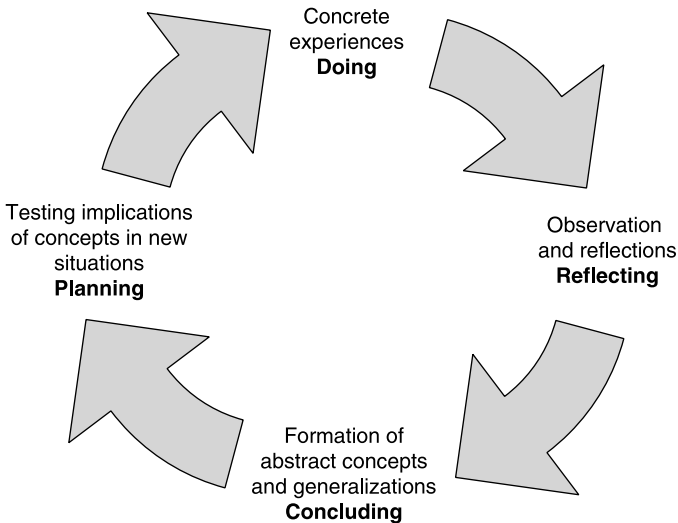 Concrete
experiences
Doing
Observation
and reflections
Reflecting
Formation of
abstract concepts
and generalizations
Concluding
Testing implications
of concepts in new
situations
Planning